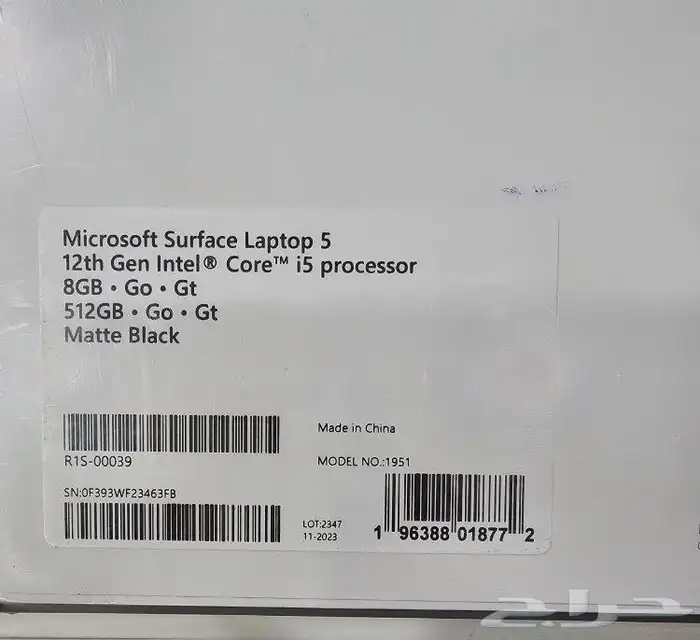 Microsoft Surface Laptop 5
12th Gen Intel® Core™ i5 processor
8GB • Go • Gt
512GB • Go • Gt
Matte Black
R1S-00039
Made in China
MODEL NO.:1951
SN:0F393WF23463FB
LOT:2347
11-2023
1 96388 01877 2
حراج